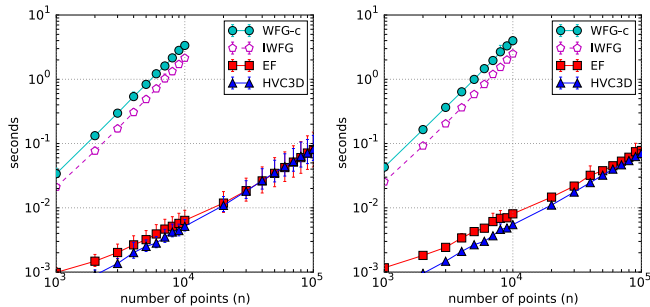 WFG-c
IWFG
EF
HVC3D
10^1
10^0
10^-1
10^-2
10^-3
seconds
10^3
10^4
10^5
number of points (n)
WFG-c
IWFG
EF
HVC3D
10^1
10^0
10^-1
10^-2
10^-3
seconds
10^3
10^4
10^5
number of points (n)